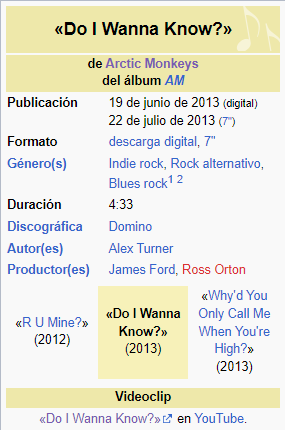 «Do I Wanna Know?»
de Arctic Monkeys
del álbum AM
Publicación 19 de junio de 2013 (digital)
22 de julio de 2013 (7")
Formato descarga digital, 7"
Género(s) Indie rock, Rock alternativo,
Blues rock1 2
Duración 4:33
Discográfica Domino
Autor(es) Alex Turner
Productor(es) James Ford, Ross Orton
«R U Mine?»
(2012)
«Do I Wanna
Know?»
(2013)
«Why'd You
Only Call Me
When You're
High?»
(2013)
Videoclip
«Do I Wanna Know?» en YouTube.